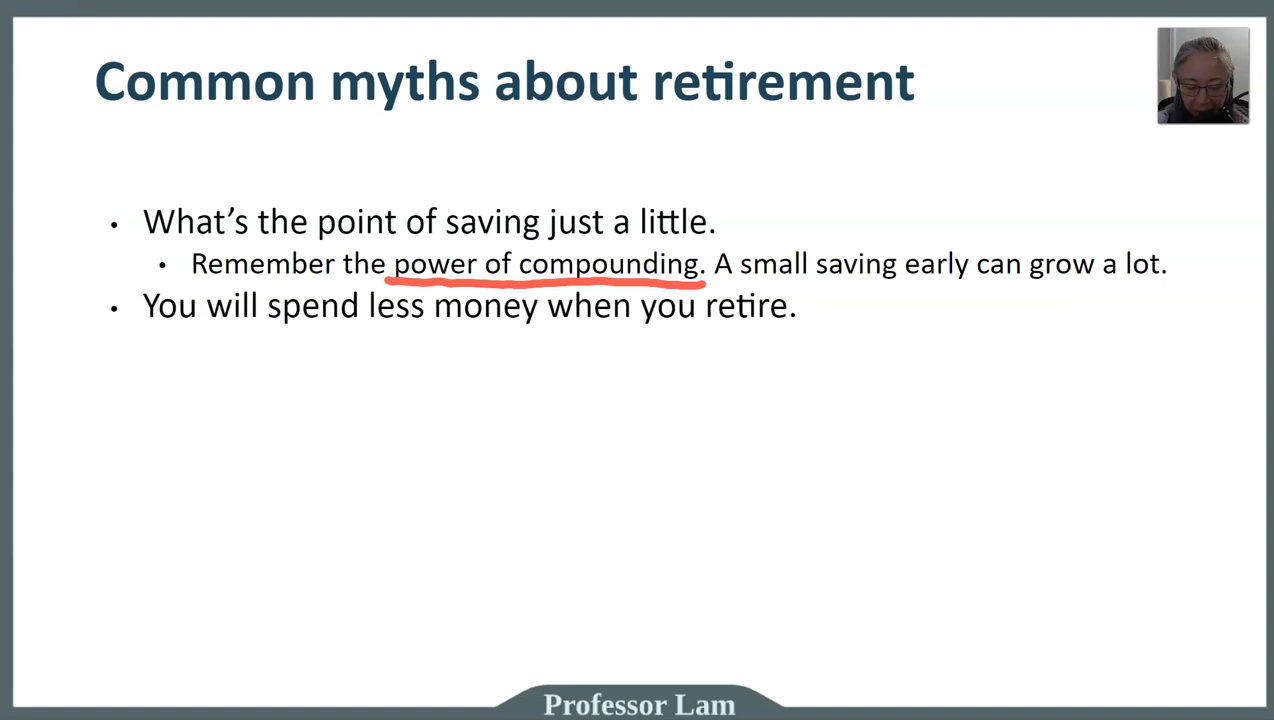 Common myths about retirement
• What’s the point of saving just a little.
• Remember the power of compounding. A small saving early can grow a lot.
• You will spend less money when you retire.
Professor Lam